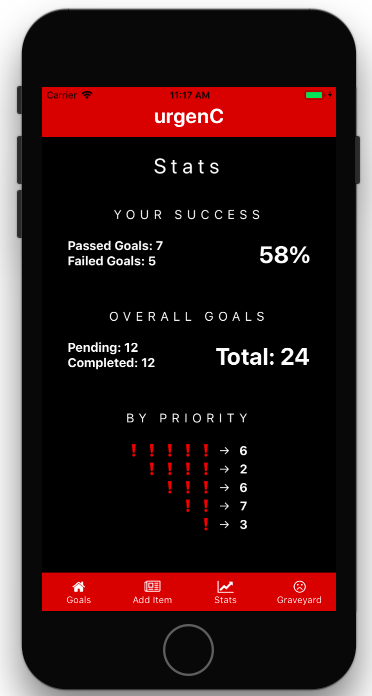 Carrier 11:17 AM
urgenC
Stats
YOUR SUCCESS
Passed Goals: 7
Failed Goals: 5
58%
OVERALL GOALS
Pending: 12
Completed: 12
Total: 24
BY PRIORITY
❗❗❗❗❗ → 6
❗❗❗❗ → 2
❗❗❗ → 6
❗❗ → 7
❗ → 3
Goals Add Item Stats Graveyard